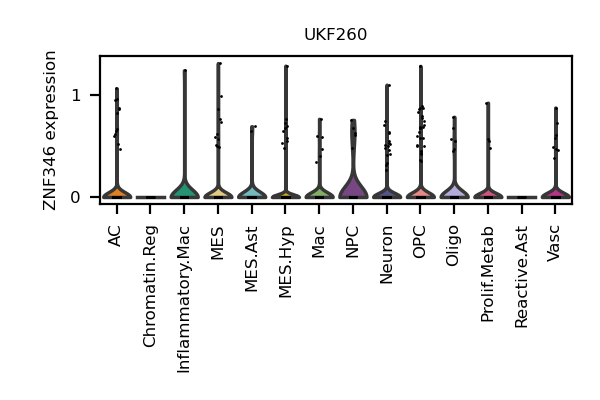 UKF260
ZNF346 expression
1
0
AC
Chromatin.Reg
Inflammatory.Mac
MES
MES.Ast
MES.Hyp
Mac
NPC
Neuron
OPC
Oligo
Prolif.Metab
Reactive.Ast
Vasc